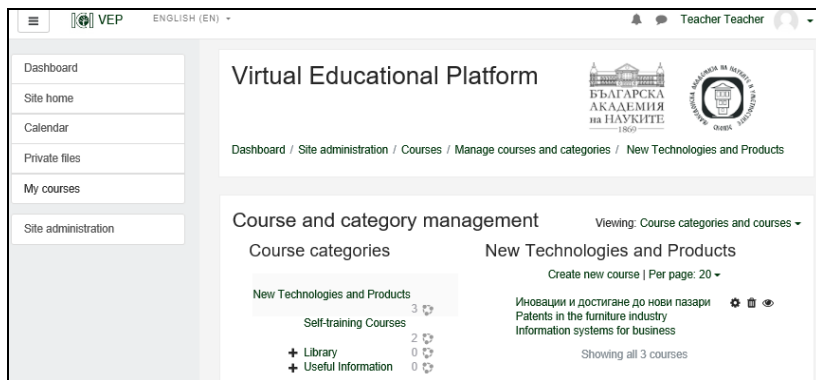 VEP ENGLISH (EN) Teacher Teacher
Dashboard
Site home
Calendar
Private files
My courses
Site administration
Virtual Educational Platform
БЪЛГАРСКА
АКАДЕМИЯ
на НАУКИТЕ
1869
Dashboard / Site administration / Courses / Manage courses and categories / New Technologies and Products
Course and category management
Viewing: Course categories and courses
Course categories
New Technologies and Products
3
Self-training Courses
2
+ Library 0
+ Useful Information 0
New Technologies and Products
Create new course | Per page: 20
Иновации и достигане до нови пазари
Patents in the furniture industry
Information systems for business
Showing all 3 courses